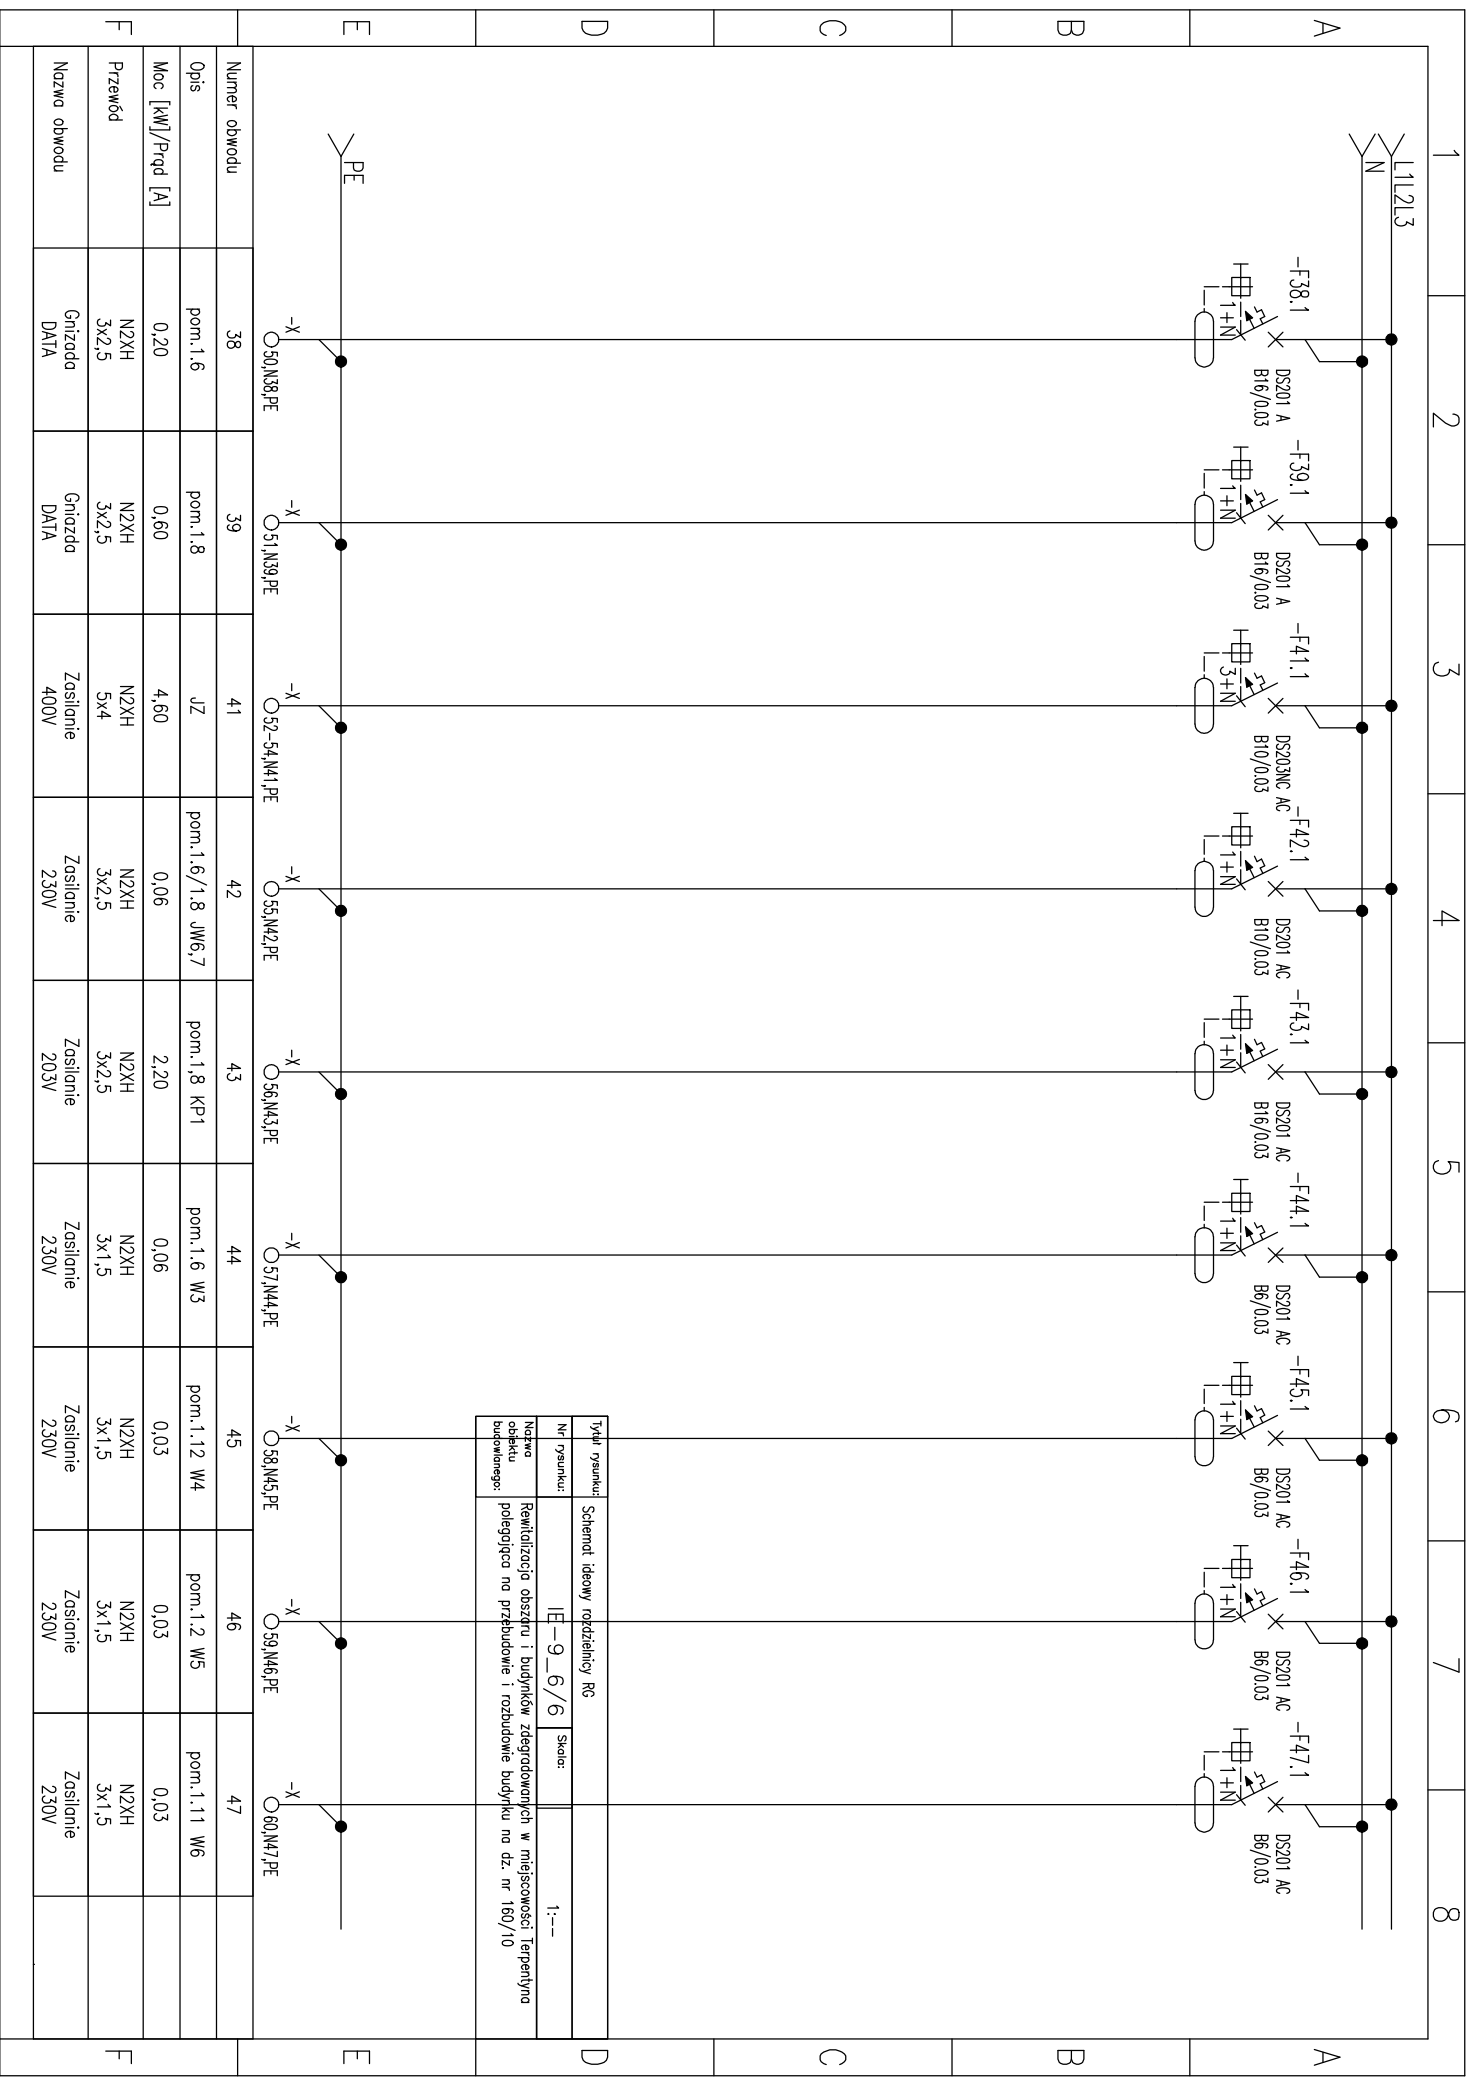 1
2
3
4
5
6
7
8
A
B
C
D
E
F
A
B
C
D
E
F
L1L2L3
N
-F38.1
1+N
DS201 A
B16/0.03
-F39.1
1+N
DS201 A
B16/0.03
-F41.1
3+N
DS203NC AC
B10/0.03
-F42.1
1+N
DS201 AC
B10/0.03
-F43.1
1+N
DS201 AC
B16/0.03
-F44.1
1+N
DS201 AC
B6/0.03
-F45.1
1+N
DS201 AC
B6/0.03
-F46.1
1+N
DS201 AC
B6/0.03
-F47.1
1+N
DS201 AC
B6/0.03
Tytuł rysunku: Schemat ideowy rozdzielnicy RG
Nr rysunku: IE-9_6/6 Skala: 1:--
Nazwa obiektu budowlanego:
Rewitalizacja obszaru i budynków zdegradowanych w miejscowości Terpentyna
polegająca na przebudowie i rozbudowie budynku na dz. nr 160/10
PE
-X -X -X -X -X -X -X -X -X
50,N38,PE 51,N39,PE 52-54,N41,PE 55,N42,PE 56,N43,PE 57,N44,PE 58,N45,PE 59,N46,PE 60,N47,PE
Numer obwodu 38 39 41 42 43 44 45 46 47
Opis pom.1.6 pom.1.8 JZ pom.1.6/1.8 JW6,7 pom.1,8 KP1 pom.1.6 W3 pom.1.12 W4 pom.1.2 W5 pom.1.11 W6
Moc [kW]/Prąd [A] 0,20 0,60 4,60 0,06 2,20 0,06 0,03 0,03 0,03
Przewód N2XH N2XH N2XH N2XH N2XH N2XH N2XH N2XH N2XH
3x2,5 3x2,5 5x4 3x2,5 3x2,5 3x1,5 3x1,5 3x1,5 3x1,5
Nazwa obwodu Gnizada Gniazda Zasilanie Zasilanie Zasilanie Zasilanie Zasilanie Zasianie Zasilanie
DATA DATA 400V 230V 203V 230V 230V 230V 230V